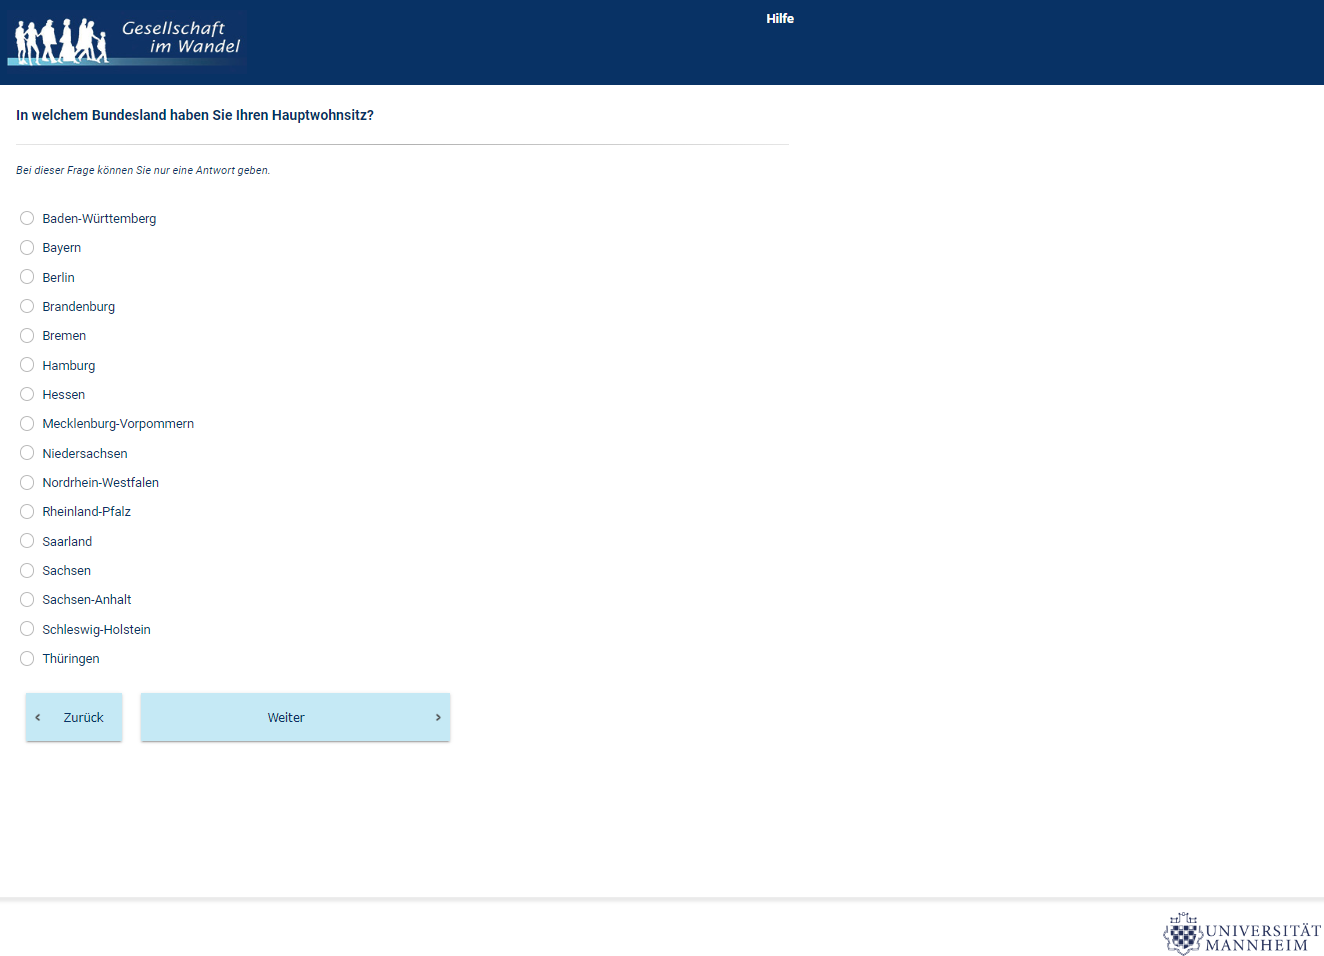 Gesellschaft
im Wandel
Hilfe
In welchem Bundesland haben Sie Ihren Hauptwohnsitz?
Bei dieser Frage können Sie nur eine Antwort geben.
Baden-Württemberg
Bayern
Berlin
Brandenburg
Bremen
Hamburg
Hessen
Mecklenburg-Vorpommern
Niedersachsen
Nordrhein-Westfalen
Rheinland-Pfalz
Saarland
Sachsen
Sachsen-Anhalt
Schleswig-Holstein
Thüringen
‹ Zurück
Weiter ›
UNIVERSITÄT
MANNHEIM